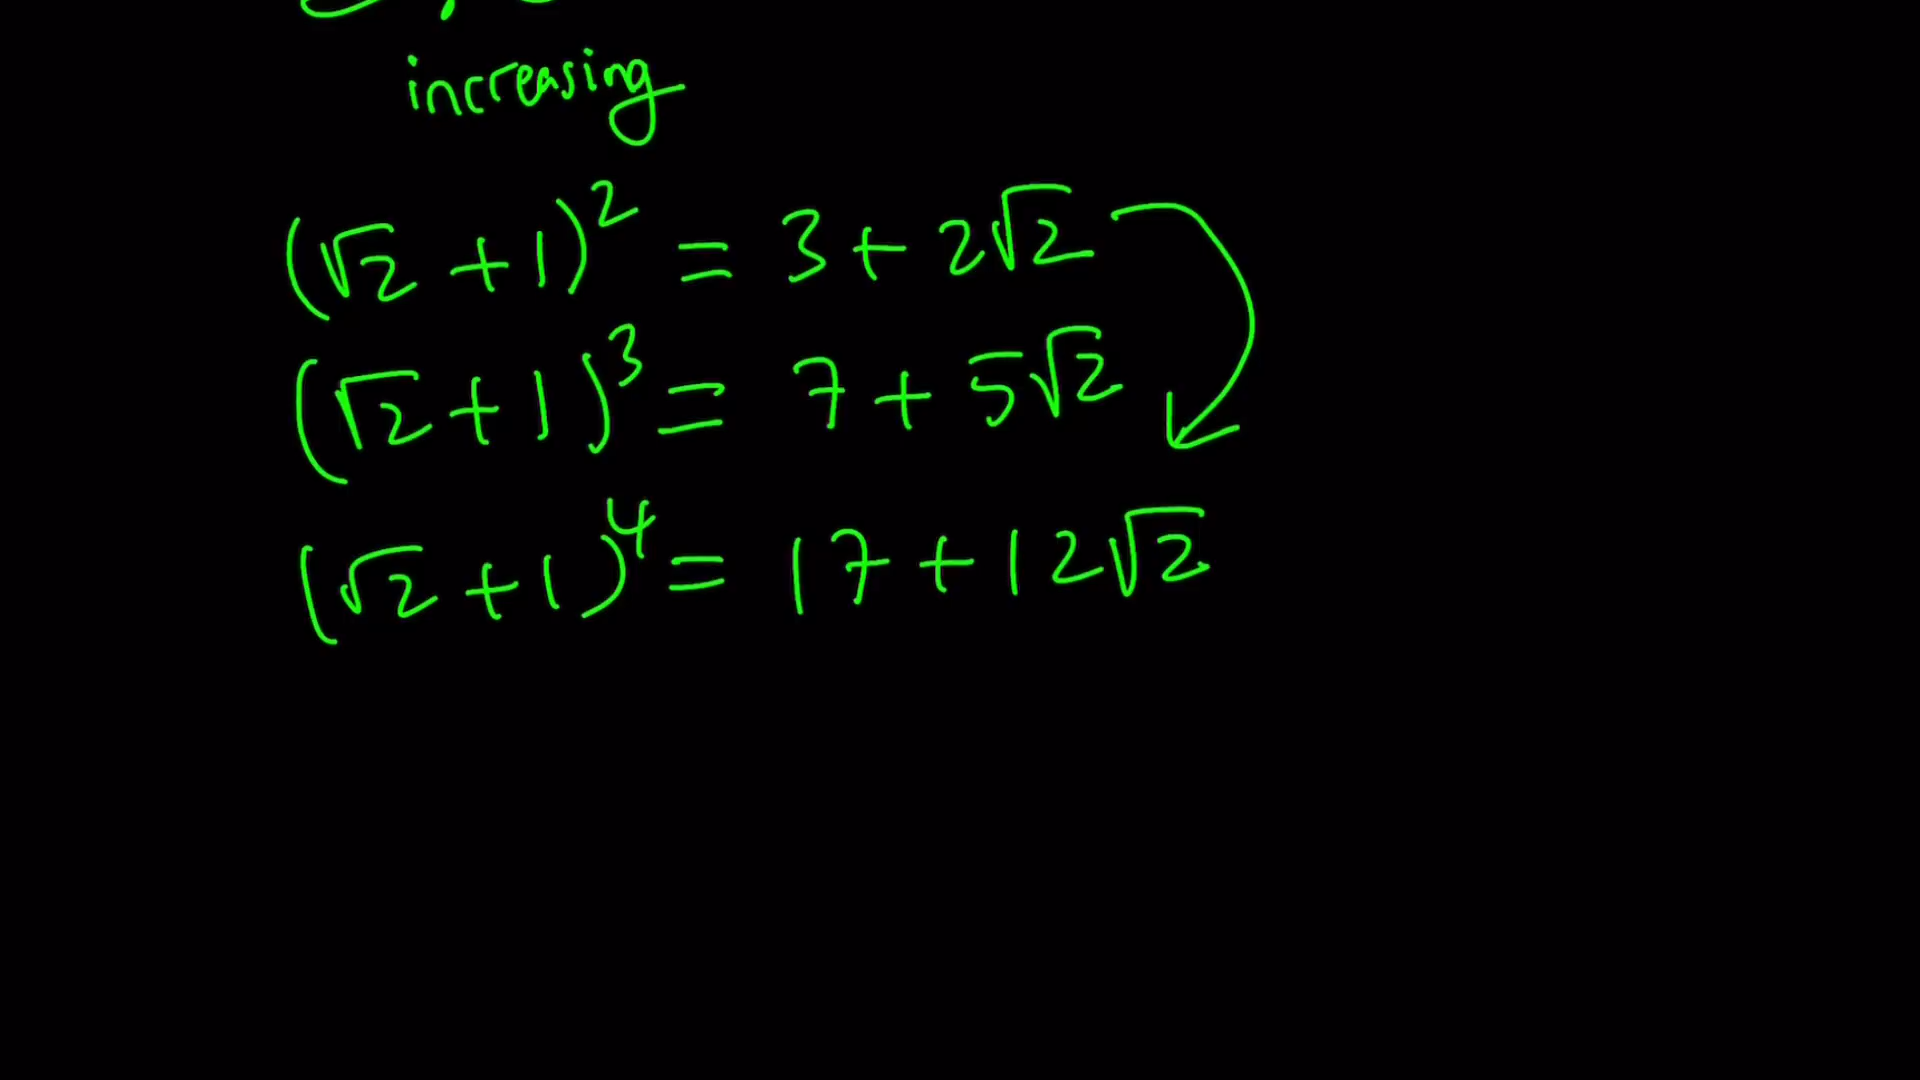 increasing
(√2 + 1)² = 3 + 2√2
(√2 + 1)³ = 7 + 5√2
(√2 + 1)⁴ = 17 + 12√2